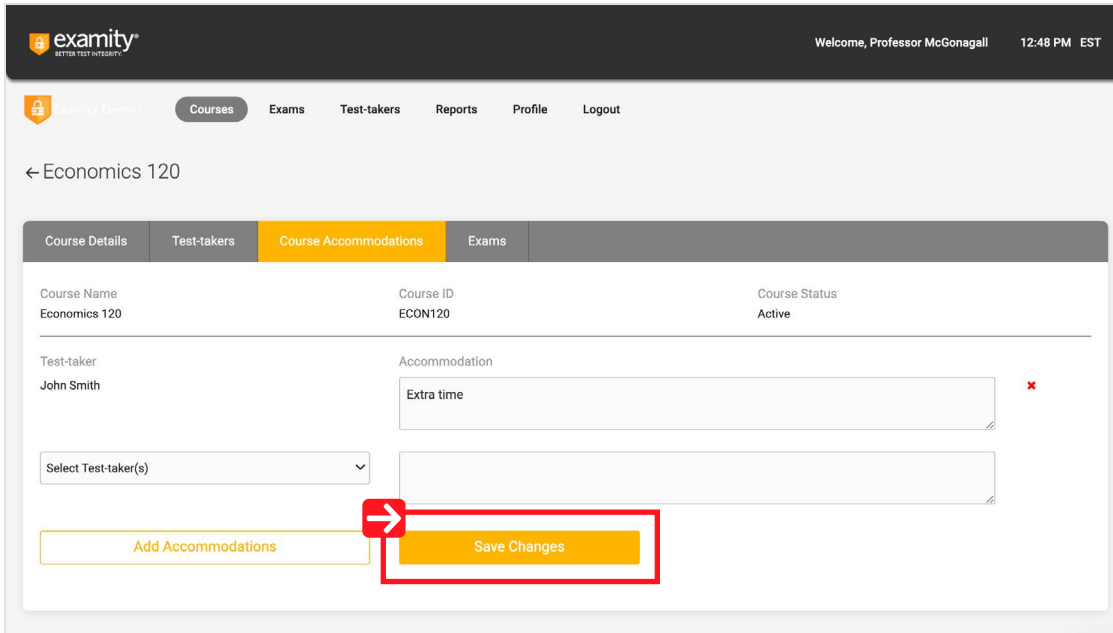 examity®
BETTER TEST INTEGRITY.
Welcome, Professor McGonagall 12:48 PM EST
Courses Exams Test-takers Reports Profile Logout
←Economics 120
Course Details Test-takers Course Accommodations Exams
Course Name Course ID Course Status
Economics 120 ECON120 Active
Test-taker Accommodation
John Smith
Extra time
Select Test-taker(s)
Add Accommodations Save Changes